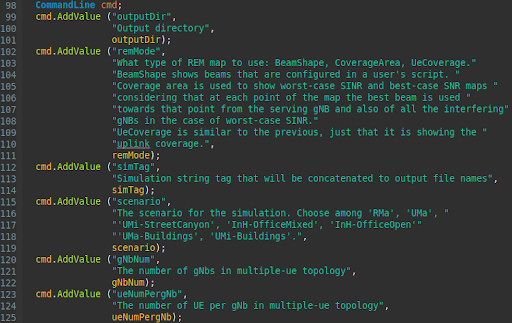 98 CommandLine cmd;
99 cmd.AddValue ("outputDir",
100 "Output directory",
101 outputDir);
102 cmd.AddValue ("remMode",
103 "What type of REM map to use: BeamShape, CoverageArea, UeCoverage."
104 "BeamShape shows beams that are configured in a user's script. "
105 "Coverage area is used to show worst-case SINR and best-case SNR maps "
106 "considering that at each point of the map the best beam is used "
107 "towards that point from the serving gNB and also of all the interfering"
108 "gNBs in the case of worst-case SINR."
109 "UeCoverage is similar to the previous, just that it is showing the "
110 "uplink coverage.",
111 remMode);
112 cmd.AddValue ("simTag",
113 "Simulation string tag that will be concatenated to output file names",
114 simTag);
115 cmd.AddValue ("scenario",
116 "The scenario for the simulation. Choose among 'RMa', 'UMa', "
117 "'UMi-StreetCanyon', 'InH-OfficeMixed', 'InH-OfficeOpen'"
118 "'UMa-Buildings', 'UMi-Buildings'.",
119 scenario);
120 cmd.AddValue ("gNbNum",
121 "The number of gNbs in multiple-ue topology",
122 gNbNum);
123 cmd.AddValue ("ueNumPergNb",
124 "The number of UE per gNb in multiple-ue topology",
125 ueNumPergNb);